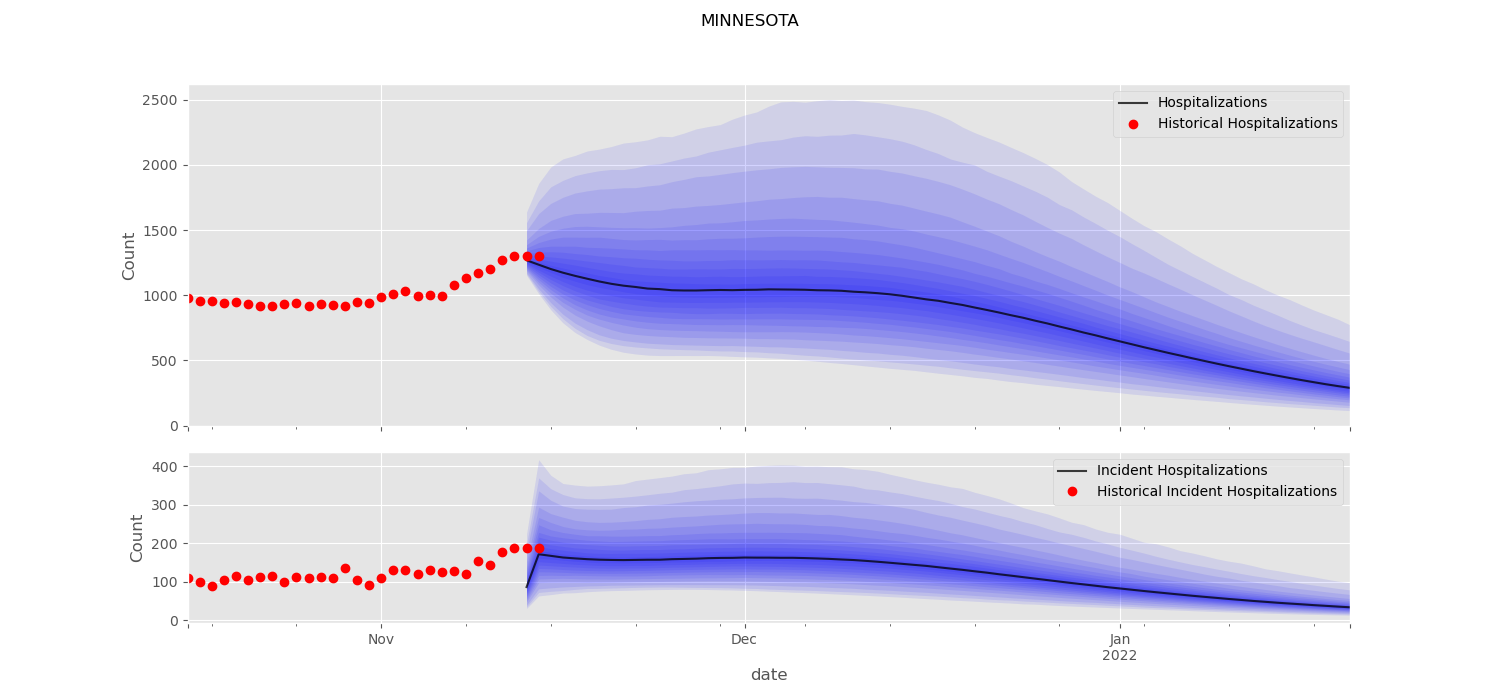 MINNESOTA
2500
2000
1500
1000
500
0
Count
Hospitalizations
Historical Hospitalizations
400
300
200
100
0
Count
Incident Hospitalizations
Historical Incident Hospitalizations
Nov
Dec
Jan
2022
date